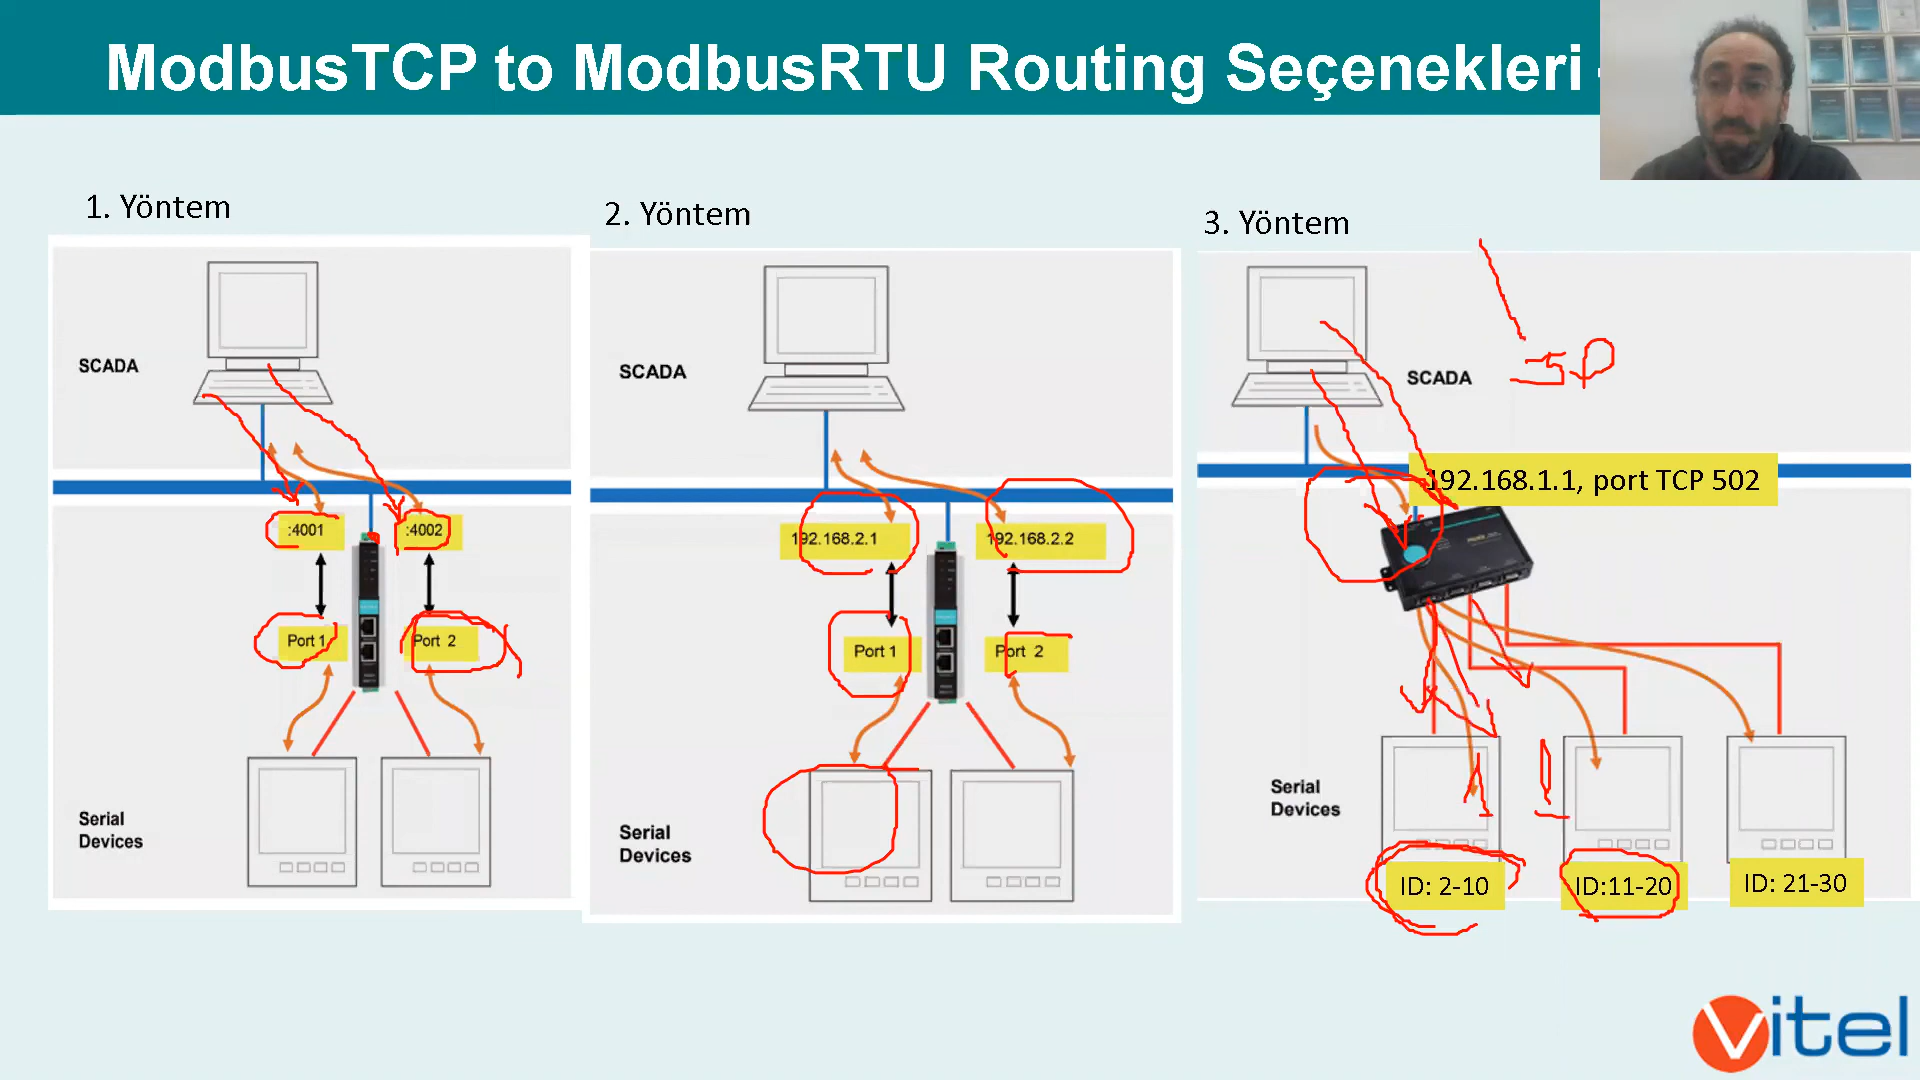 ModbusTCP to ModbusRTU Routing Seçenekleri
1. Yöntem
SCADA
:4001
:4002
Port 1
Port 2
Serial
Devices
2. Yöntem
SCADA
192.168.2.1
192.168.2.2
Port 1
Port 2
Serial
Devices
3. Yöntem
SCADA
192.168.1.1, port TCP 502
Serial
Devices
ID: 2-10
ID:11-20
ID: 21-30
vitel